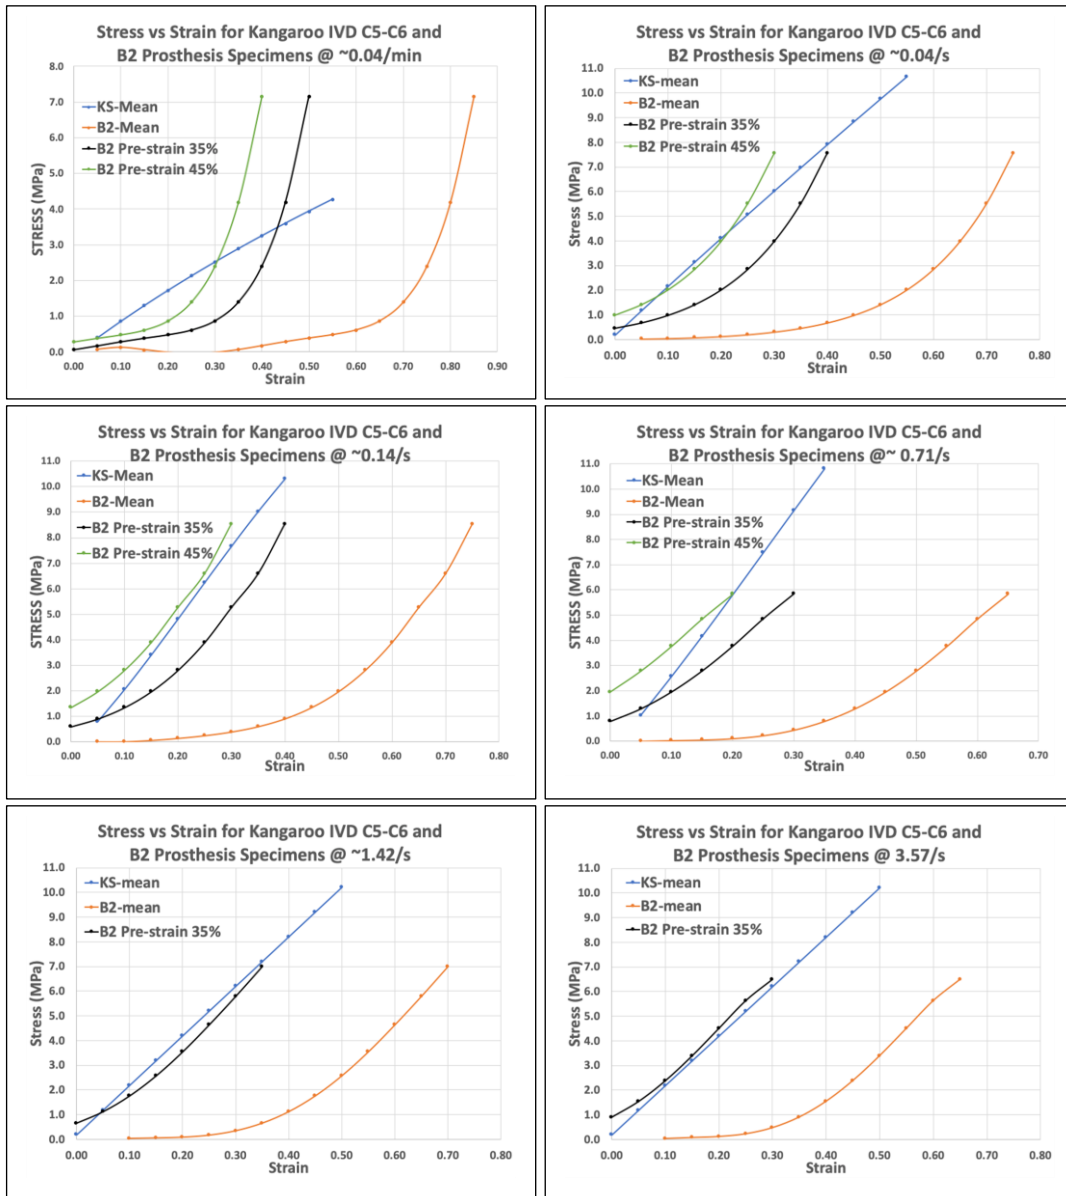 Stress vs Strain for Kangaroo IVD C5-C6 and
B2 Prosthesis Specimens @ ~0.04/min
8.0
7.0
6.0
5.0
4.0
3.0
2.0
1.0
0.0
STRESS (MPa)
KS-Mean
B2-Mean
B2 Pre-strain 35%
B2 Pre-strain 45%
0.00 0.10 0.20 0.30 0.40 0.50 0.60 0.70 0.80 0.90
Strain
Stress vs Strain for Kangaroo IVD C5-C6 and
B2 Prosthesis Specimens @ ~0.04/s
11.0
10.0
9.0
8.0
7.0
6.0
5.0
4.0
3.0
2.0
1.0
0.0
Stress (MPa)
KS-mean
B2-mean
B2 Pre-strain 35%
B2 Pre-strain 45%
0.00 0.10 0.20 0.30 0.40 0.50 0.60 0.70 0.80
Strain
Stress vs Strain for Kangaroo IVD C5-C6 and
B2 Prosthesis Specimens @ ~0.14/s
11.0
10.0
9.0
8.0
7.0
6.0
5.0
4.0
3.0
2.0
1.0
0.0
STRESS (MPa)
KS-Mean
B2-Mean
B2 Pre-strain 35%
B2 Pre-strain 45%
0.00 0.10 0.20 0.30 0.40 0.50 0.60 0.70 0.80
Strain
Stress vs Strain for Kangaroo IVD C5-C6 and
B2 Prosthesis Specimens @~ 0.71/s
11.0
10.0
9.0
8.0
7.0
6.0
5.0
4.0
3.0
2.0
1.0
0.0
STRESS (MPa)
KS-Mean
B2-Mean
B2 Pre-strain 35%
B2 Pre-strain 45%
0.00 0.10 0.20 0.30 0.40 0.50 0.60 0.70
Strain
Stress vs Strain for Kangaroo IVD C5-C6 and
B2 Prosthesis Specimens @ ~1.42/s
11.0
10.0
9.0
8.0
7.0
6.0
5.0
4.0
3.0
2.0
1.0
0.0
Stress (MPa)
KS-mean
B2-mean
B2 Pre-strain 35%
0.00 0.10 0.20 0.30 0.40 0.50 0.60 0.70 0.80
Strain
Stress vs Strain for Kangaroo IVD C5-C6 and
B2 Prosthesis Specimens @ 3.57/s
11.0
10.0
9.0
8.0
7.0
6.0
5.0
4.0
3.0
2.0
1.0
0.0
Stress (MPa)
KS-mean
B2-mean
B2 Pre-strain 35%
0.00 0.10 0.20 0.30 0.40 0.50 0.60 0.70 0.80
Strain